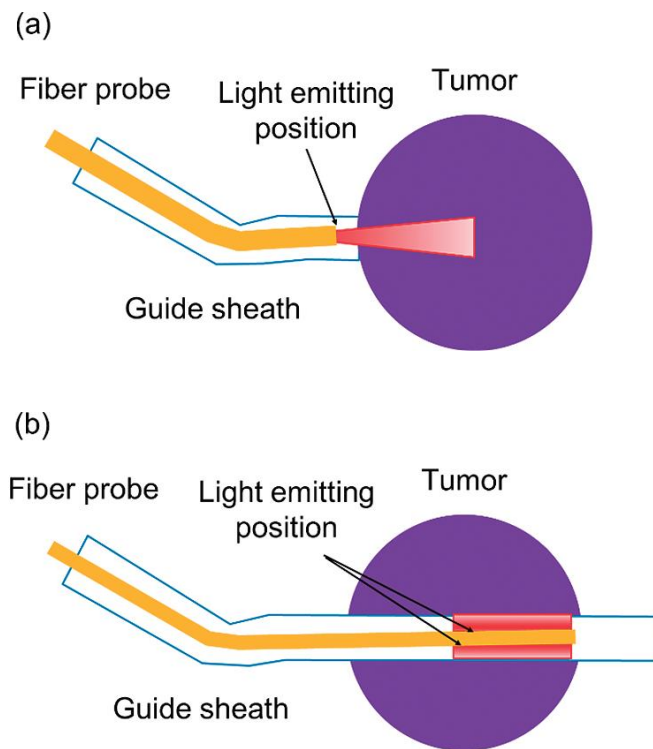 (a)
Tumor
Fiber probe
Light emitting
position
Guide sheath
(b)
Fiber probe
Tumor
Light emitting
position
Guide sheath